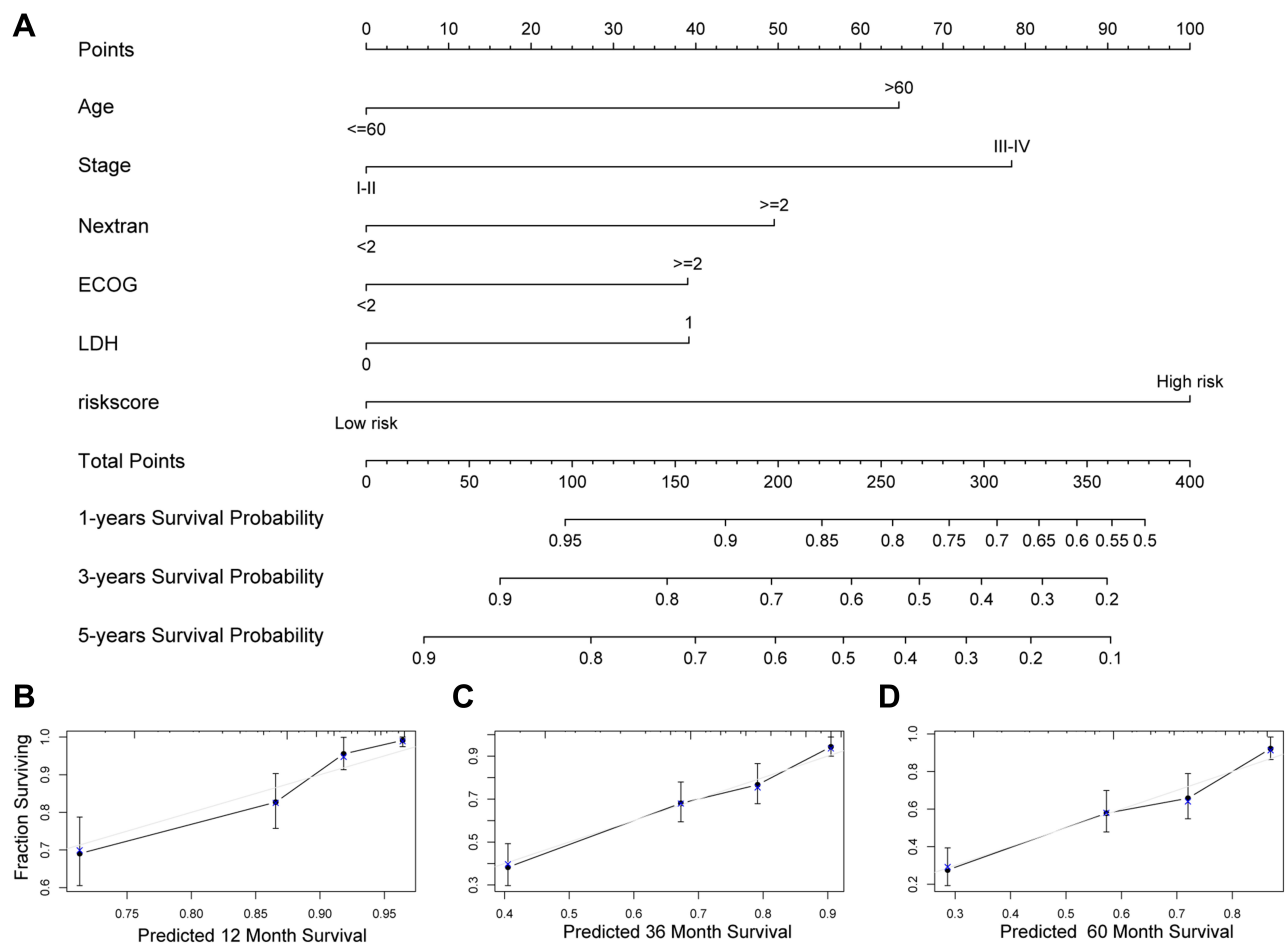 A
Points
0 10 20 30 40 50 60 70 80 90 100
Age
>60
<=60
Stage
III-IV
I-II
Nextran
>=2
<2
ECOG
>=2
<2
LDH
1
0
riskscore
High risk
Low risk
Total Points
0 50 100 150 200 250 300 350 400
1-years Survival Probability
0.95 0.9 0.85 0.8 0.75 0.7 0.65 0.6 0.55 0.5
3-years Survival Probability
0.9 0.8 0.7 0.6 0.5 0.4 0.3 0.2
5-years Survival Probability
0.9 0.8 0.7 0.6 0.5 0.4 0.3 0.2 0.1
B
Fraction Surviving
1.0
0.9
0.8
0.7
0.6
0.75 0.80 0.85 0.90 0.95
Predicted 12 Month Survival
C
0.9
0.7
0.5
0.3
0.4 0.5 0.6 0.7 0.8 0.9
Predicted 36 Month Survival
D
1.0
0.8
0.6
0.4
0.2
0.3 0.4 0.5 0.6 0.7 0.8
Predicted 60 Month Survival